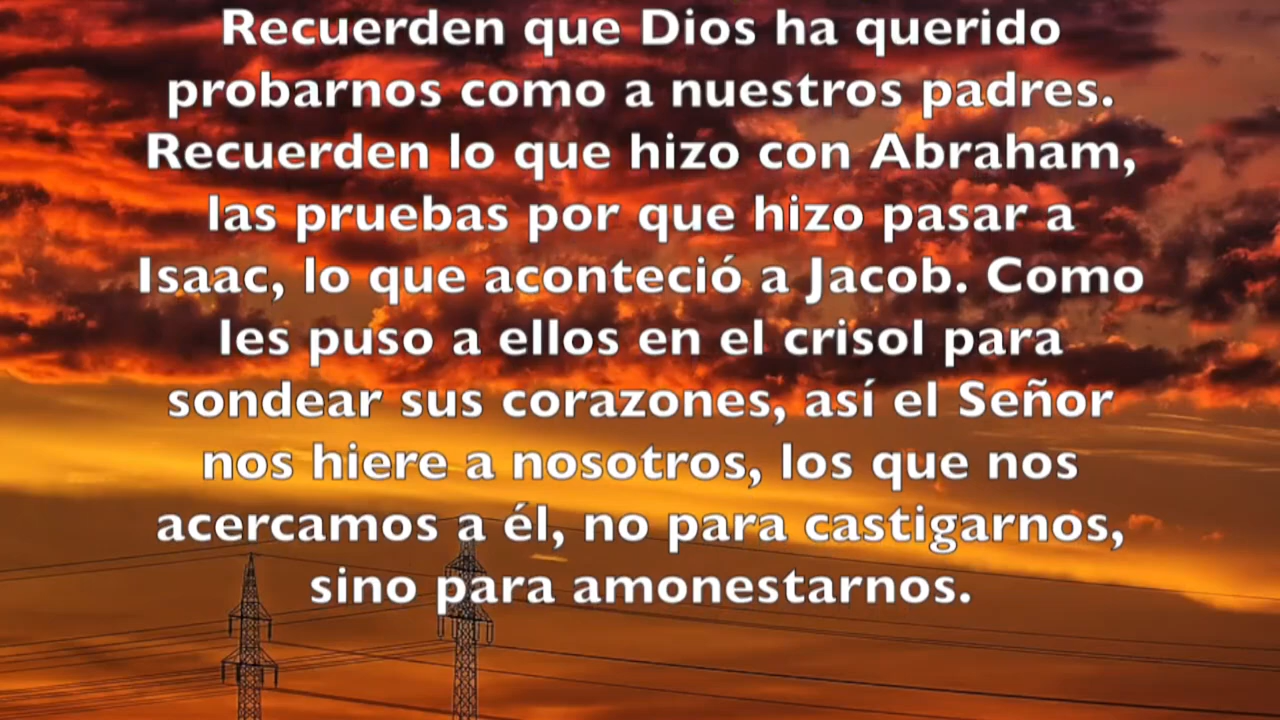 Recuerden que Dios ha querido
probarnos como a nuestros padres.
Recuerden lo que hizo con Abraham,
las pruebas por que hizo pasar a
Isaac, lo que aconteció a Jacob. Como
les puso a ellos en el crisol para
sondear sus corazones, así el Señor
nos hiere a nosotros, los que nos
acercamos a él, no para castigarnos,
sino para amonestarnos.